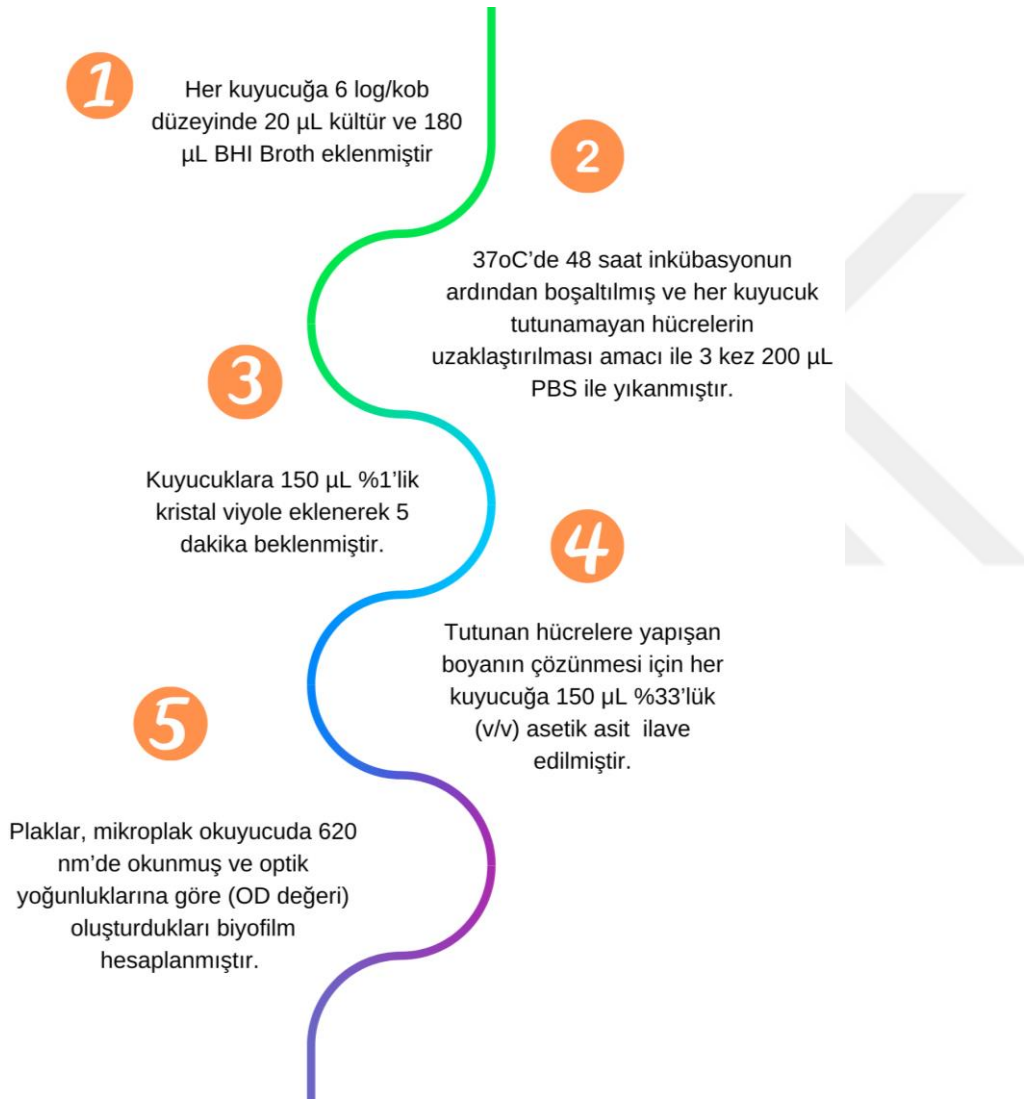 1
Her kuyucuğa 6 log/kob
düzeyinde 20 µL kültür ve 180
µL BHI Broth eklenmiştir
2
37oC’de 48 saat inkübasyonun
ardından boşaltılmış ve her kuyucuk
tutunamayan hücrelerin
uzaklaştırılması amacı ile 3 kez 200 µL
PBS ile yıkanmıştır.
3
Kuyucuklara 150 µL %1’lik
kristal viyole eklenerek 5
dakika beklenmiştir.
4
Tutunan hücrelere yapışan
boyanın çözünmesi için her
kuyucuğa 150 µL %33’lük
(v/v) asetik asit ilave
edilmiştir.
5
Plaklar, mikroplak okuyucuda 620
nm’de okunmuş ve optik
yoğunluklarına göre (OD değeri)
oluşturdukları biyofilm
hesaplanmıştır.